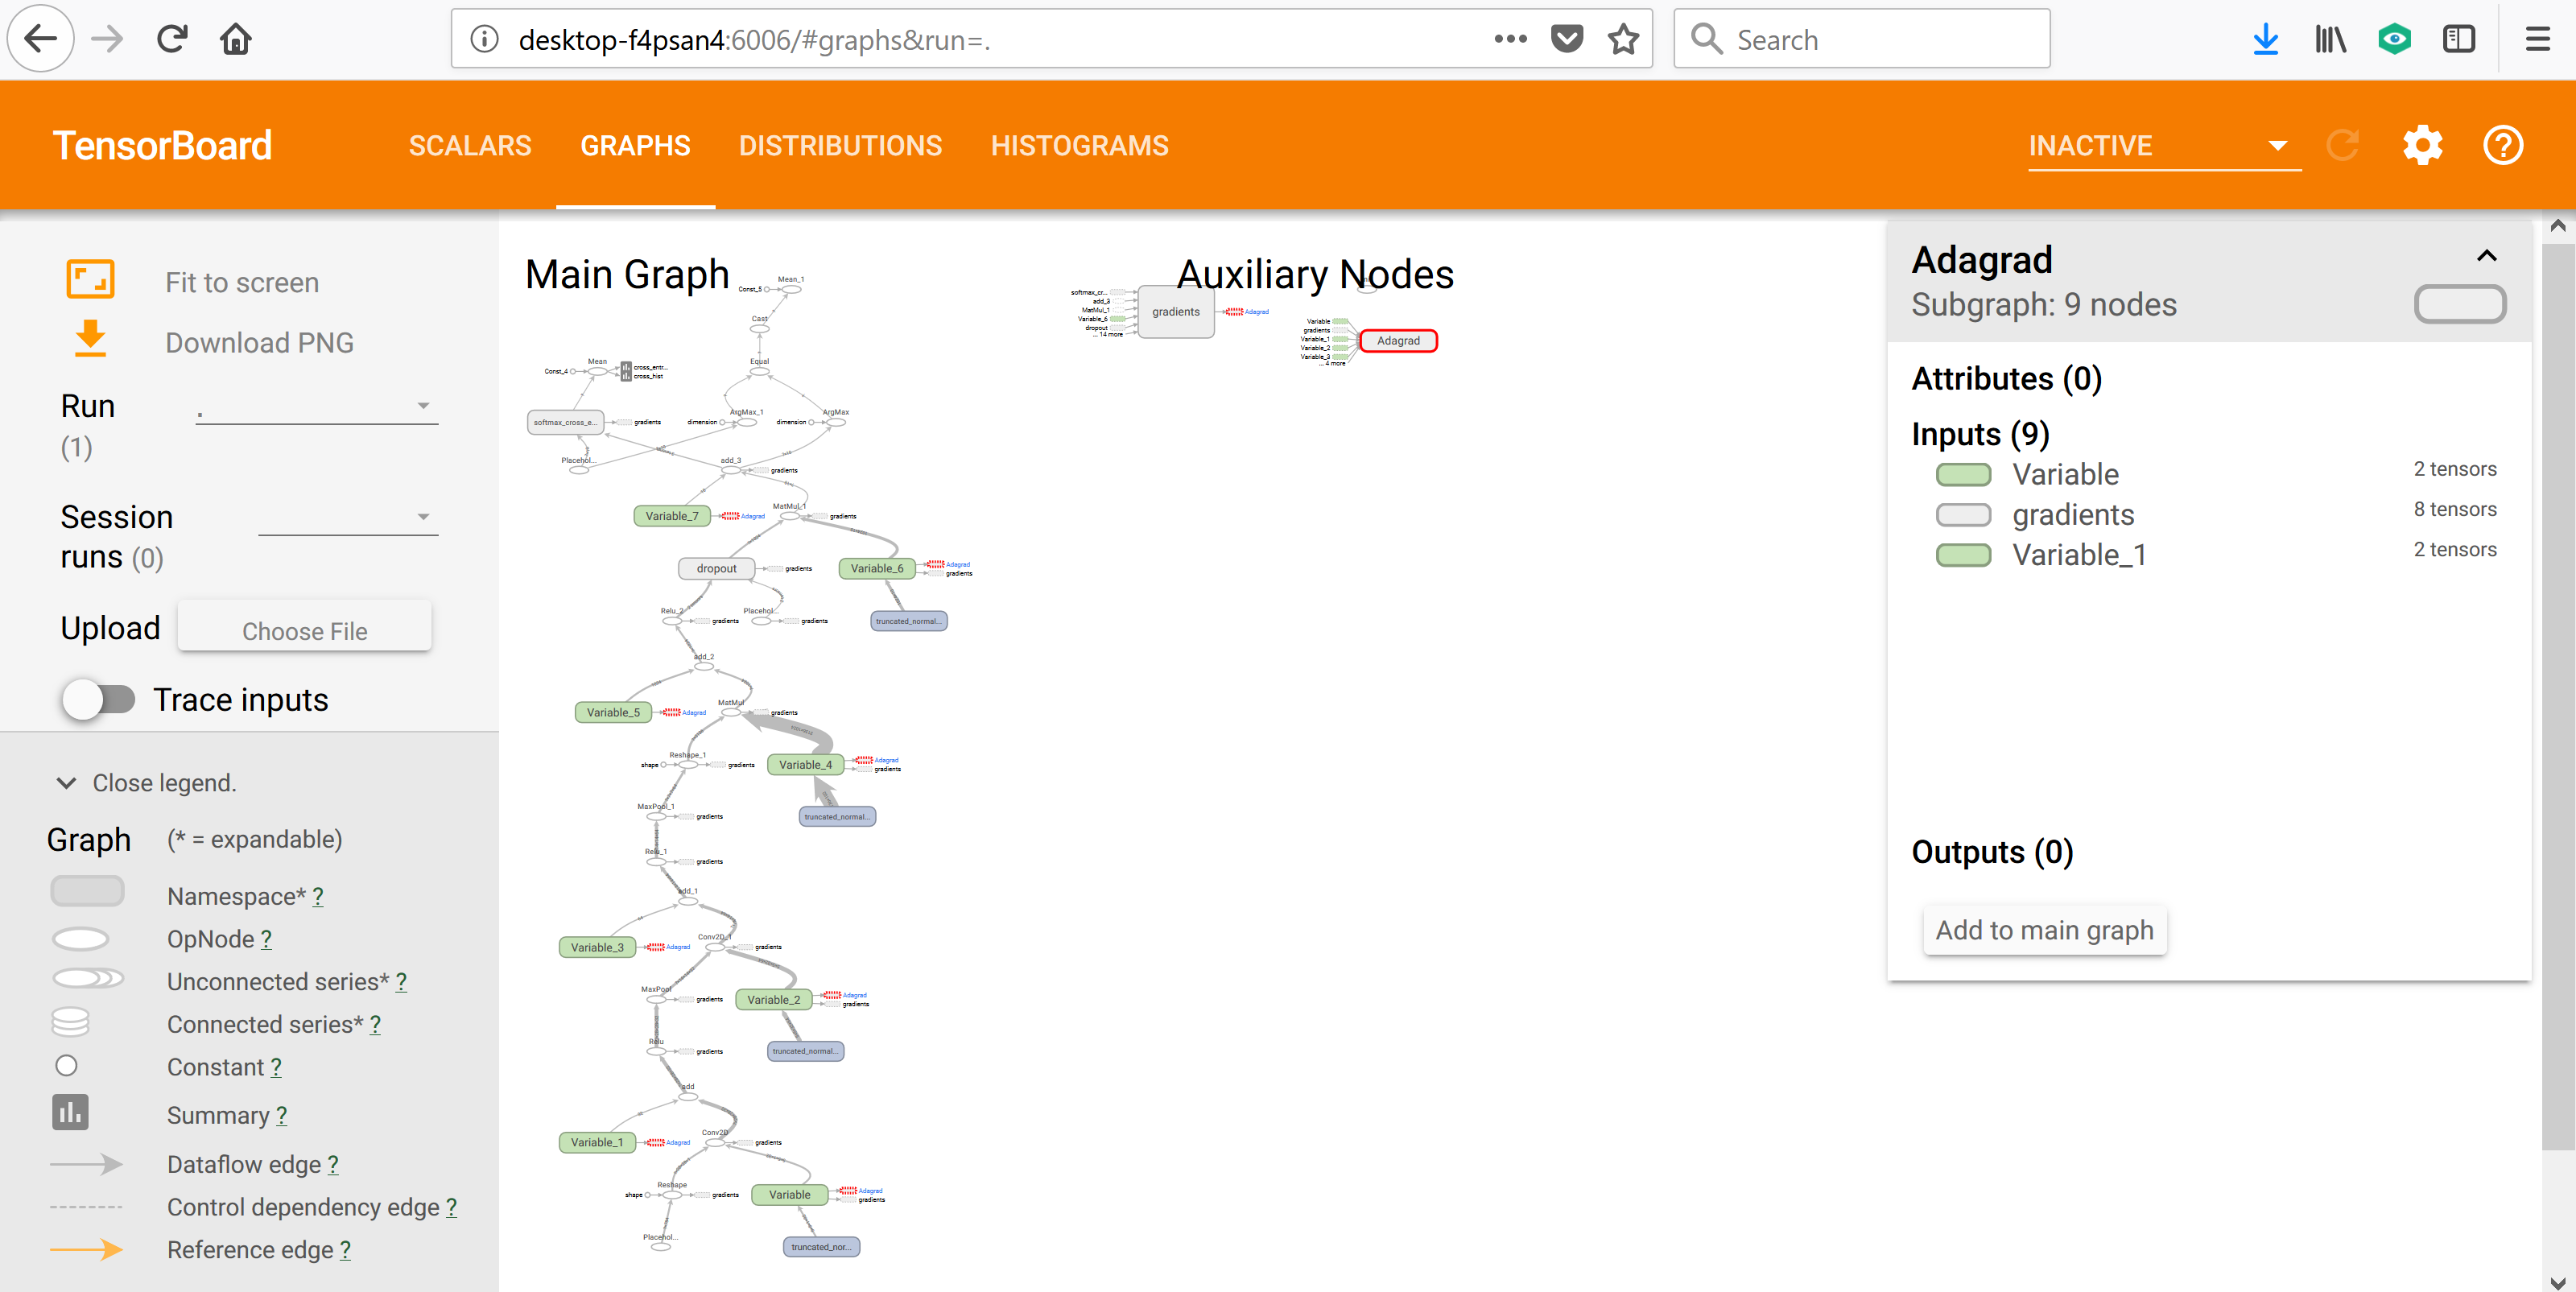 desktop-f4psan4:6006/#graphs&run=.
Search
TensorBoard
SCALARS
GRAPHS
DISTRIBUTIONS
HISTOGRAMS
INACTIVE
Fit to screen
Download PNG
Run
(1)
.
Session
runs (0)
Upload
Choose File
Trace inputs
Close legend.
Graph
(* = expandable)
Namespace* ?
OpNode ?
Unconnected series* ?
Connected series* ?
Constant ?
Summary ?
Dataflow edge ?
Control dependency edge ?
Reference edge ?
Main Graph
Mean_1
Const_5
Cast
Equal
Mean
Const_4
cross_entr...
cross_hist
ArgMax_1
ArgMax
softmax_cross_e...
gradients
dimension
dimension
Placehol...
add_3
gradients
MatMul_1
Variable_7
Adagrad
gradients
dropout
gradients
Variable_6
Adagrad
gradients
Relu_2
gradients
Placehol...
gradients
truncated_normal...
add_2
Variable_5
Adagrad
MatMul
gradients
Reshape_1
shape
gradients
Variable_4
Adagrad
gradients
MaxPool_1
gradients
truncated_normal...
Relu_1
gradients
add_1
Variable_3
Adagrad
Conv2D_1
gradients
MaxPool
gradients
Variable_2
Adagrad
gradients
Relu
gradients
truncated_normal...
add
Variable_1
Adagrad
Conv2D
gradients
Reshape
shape
gradients
Variable
Adagrad
gradients
Placehol...
truncated_nor...
Auxiliary Nodes
softmax_cr...
add_3
MatMul_1
Variable_6
dropout
... 14 more
gradients
Adagrad
Variable
gradients
Variable_1
Variable_2
Variable_3
... 4 more
Adagrad
Adagrad
Subgraph: 9 nodes
Attributes (0)
Inputs (9)
Variable
2 tensors
gradients
8 tensors
Variable_1
2 tensors
Outputs (0)
Add to main graph